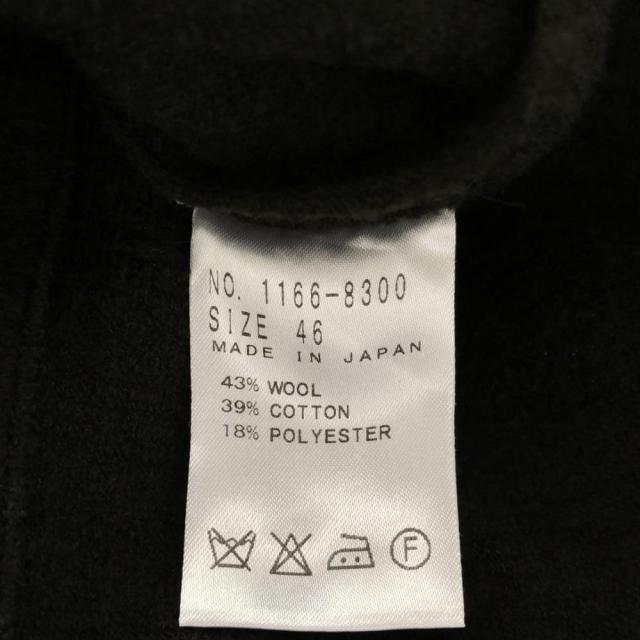 NO. 1166-8300
SIZE 46
MADE IN JAPAN
43% WOOL
39% COTTON
18% POLYESTER
F